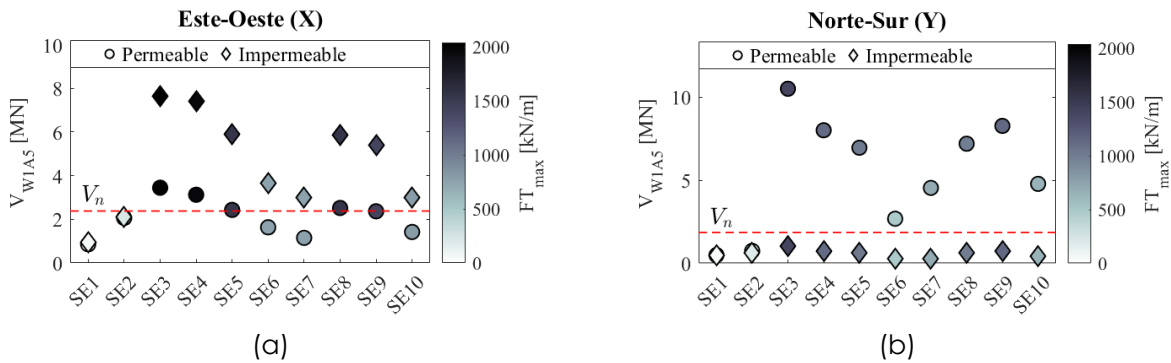 Este-Oeste (X)
10
8
6
4
2
0
V_W1A5 [MN]
Permeable
Impermeable
V_n
SE1
SE2
SE3
SE4
SE5
SE6
SE7
SE8
SE9
SE10
2000
1500
1000
500
0
FT_max [kN/m]
(a)
Norte-Sur (Y)
10
5
0
V_W1A5 [MN]
Permeable
Impermeable
V_n
SE1
SE2
SE3
SE4
SE5
SE6
SE7
SE8
SE9
SE10
2000
1500
1000
500
0
FT_max [kN/m]
(b)